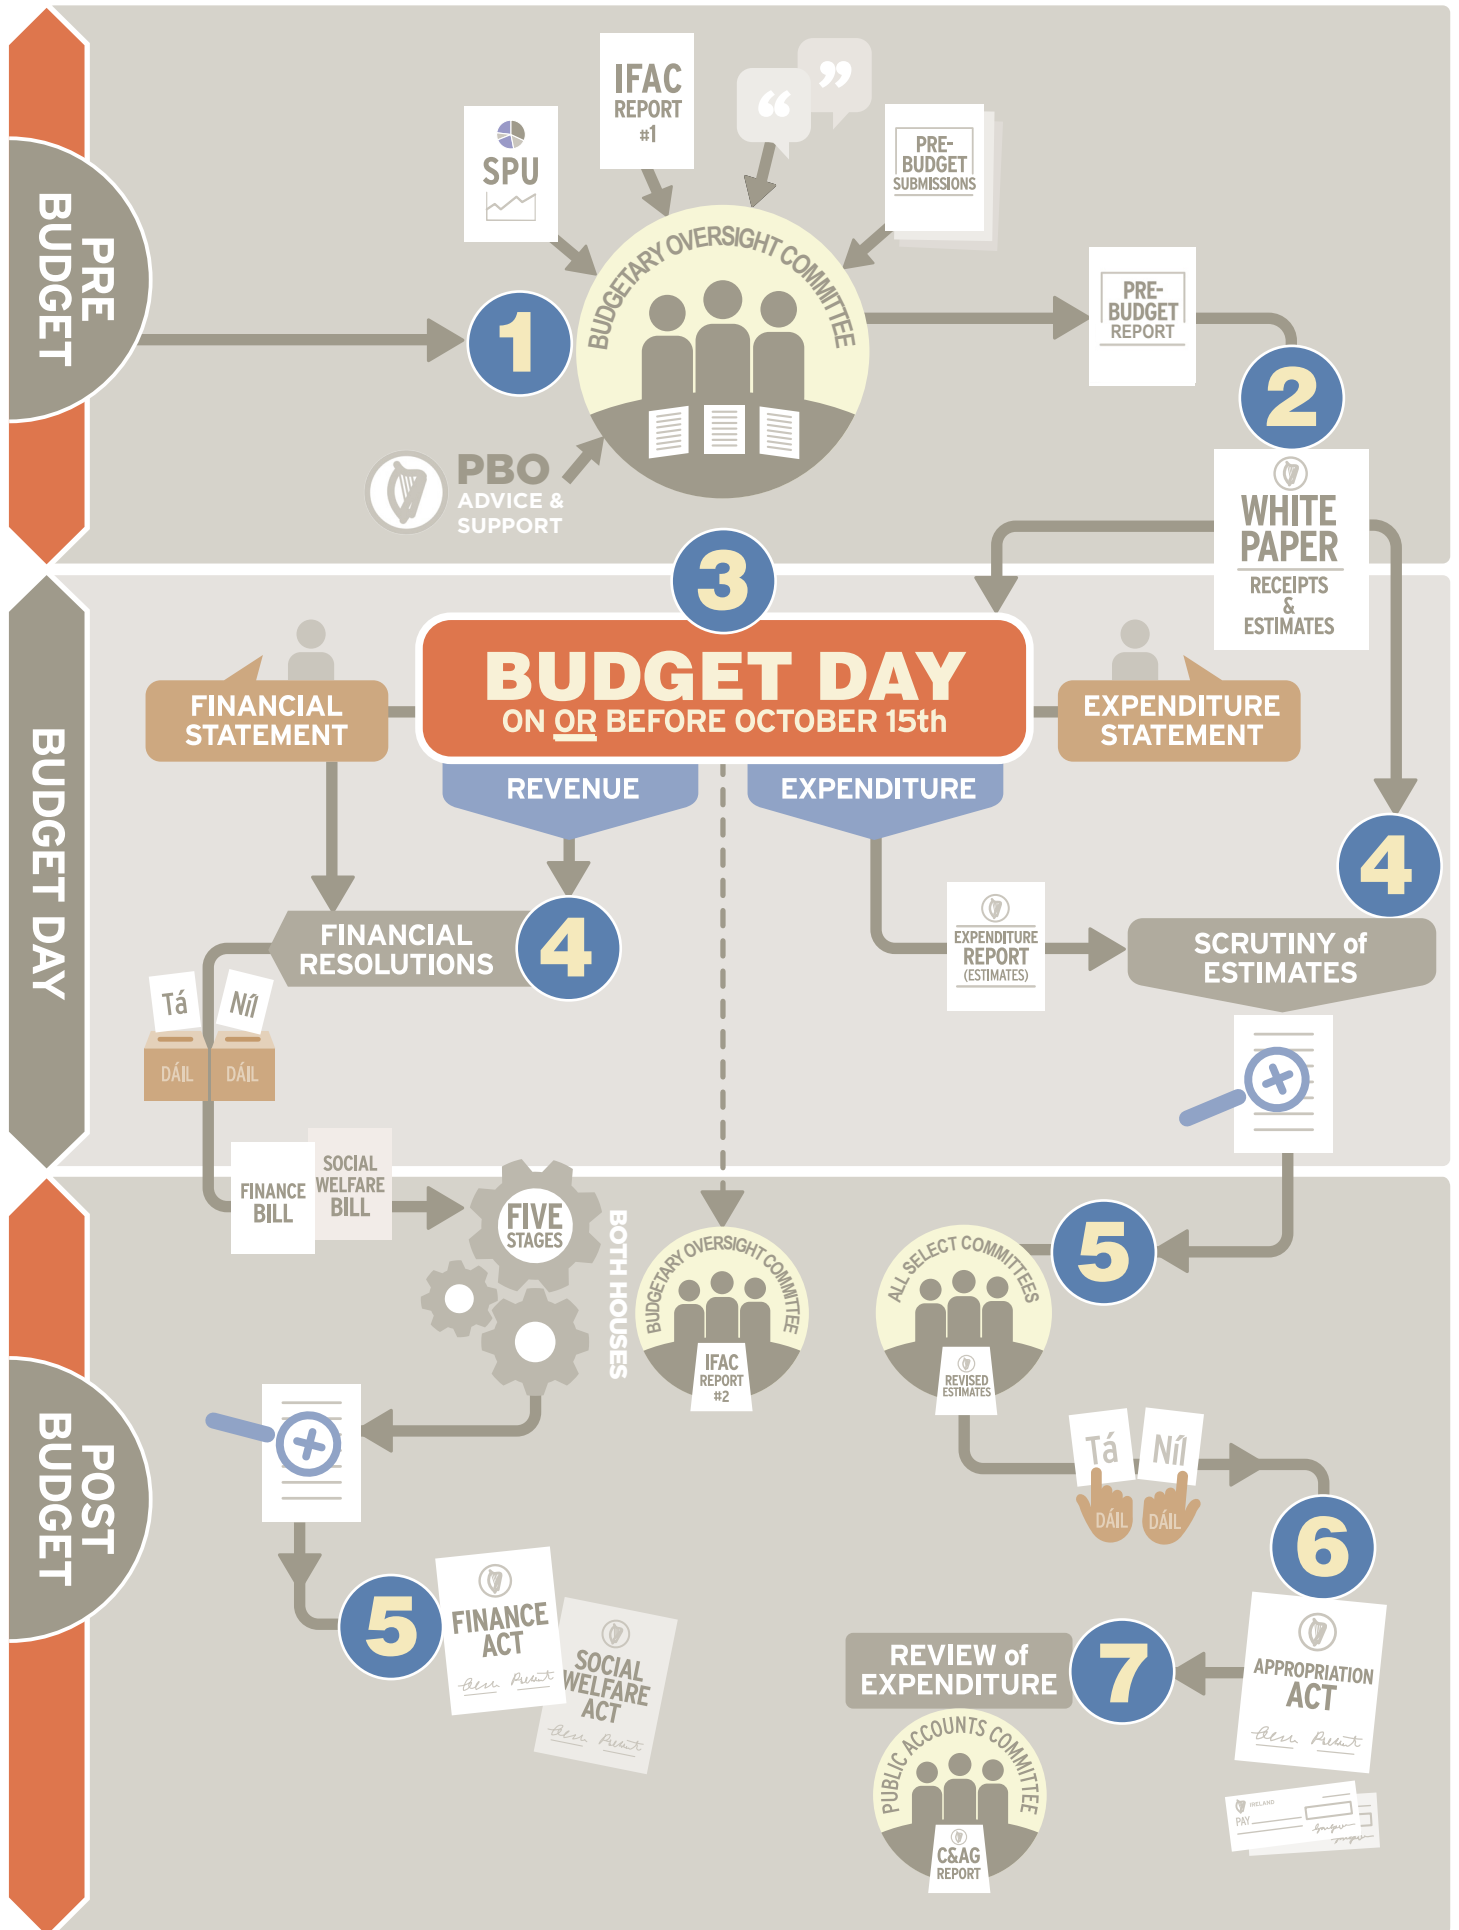 PRE
BUDGET
IFAC
REPORT
#1
“
”
SPU
PRE-
BUDGET
SUBMISSIONS
1
BUDGETARY OVERSIGHT COMMITTEE
PRE-
BUDGET
REPORT
2
PBO
ADVICE &
SUPPORT
WHITE
PAPER
RECEIPTS
&
ESTIMATES
BUDGET DAY
3
BUDGET DAY
ON OR BEFORE OCTOBER 15th
FINANCIAL
STATEMENT
EXPENDITURE
STATEMENT
REVENUE
EXPENDITURE
4
FINANCIAL
RESOLUTIONS
4
EXPENDITURE
REPORT
(ESTIMATES)
SCRUTINY of
ESTIMATES
Tá
Níl
DÁIL
DÁIL
POST
BUDGET
FINANCE
BILL
SOCIAL
WELFARE
BILL
FIVE
STAGES
BOTH HOUSES
BUDGETARY OVERSIGHT COMMITTEE
IFAC
REPORT
#2
ALL SELECT COMMITTEES
REVISED
ESTIMATES
5
Tá
Níl
DÁIL
DÁIL
6
5
FINANCE
ACT
SOCIAL
WELFARE
ACT
REVIEW of
EXPENDITURE
7
APPROPRIATION
ACT
PUBLIC ACCOUNTS COMMITTEE
C&AG
REPORT
IRELAND
PAY